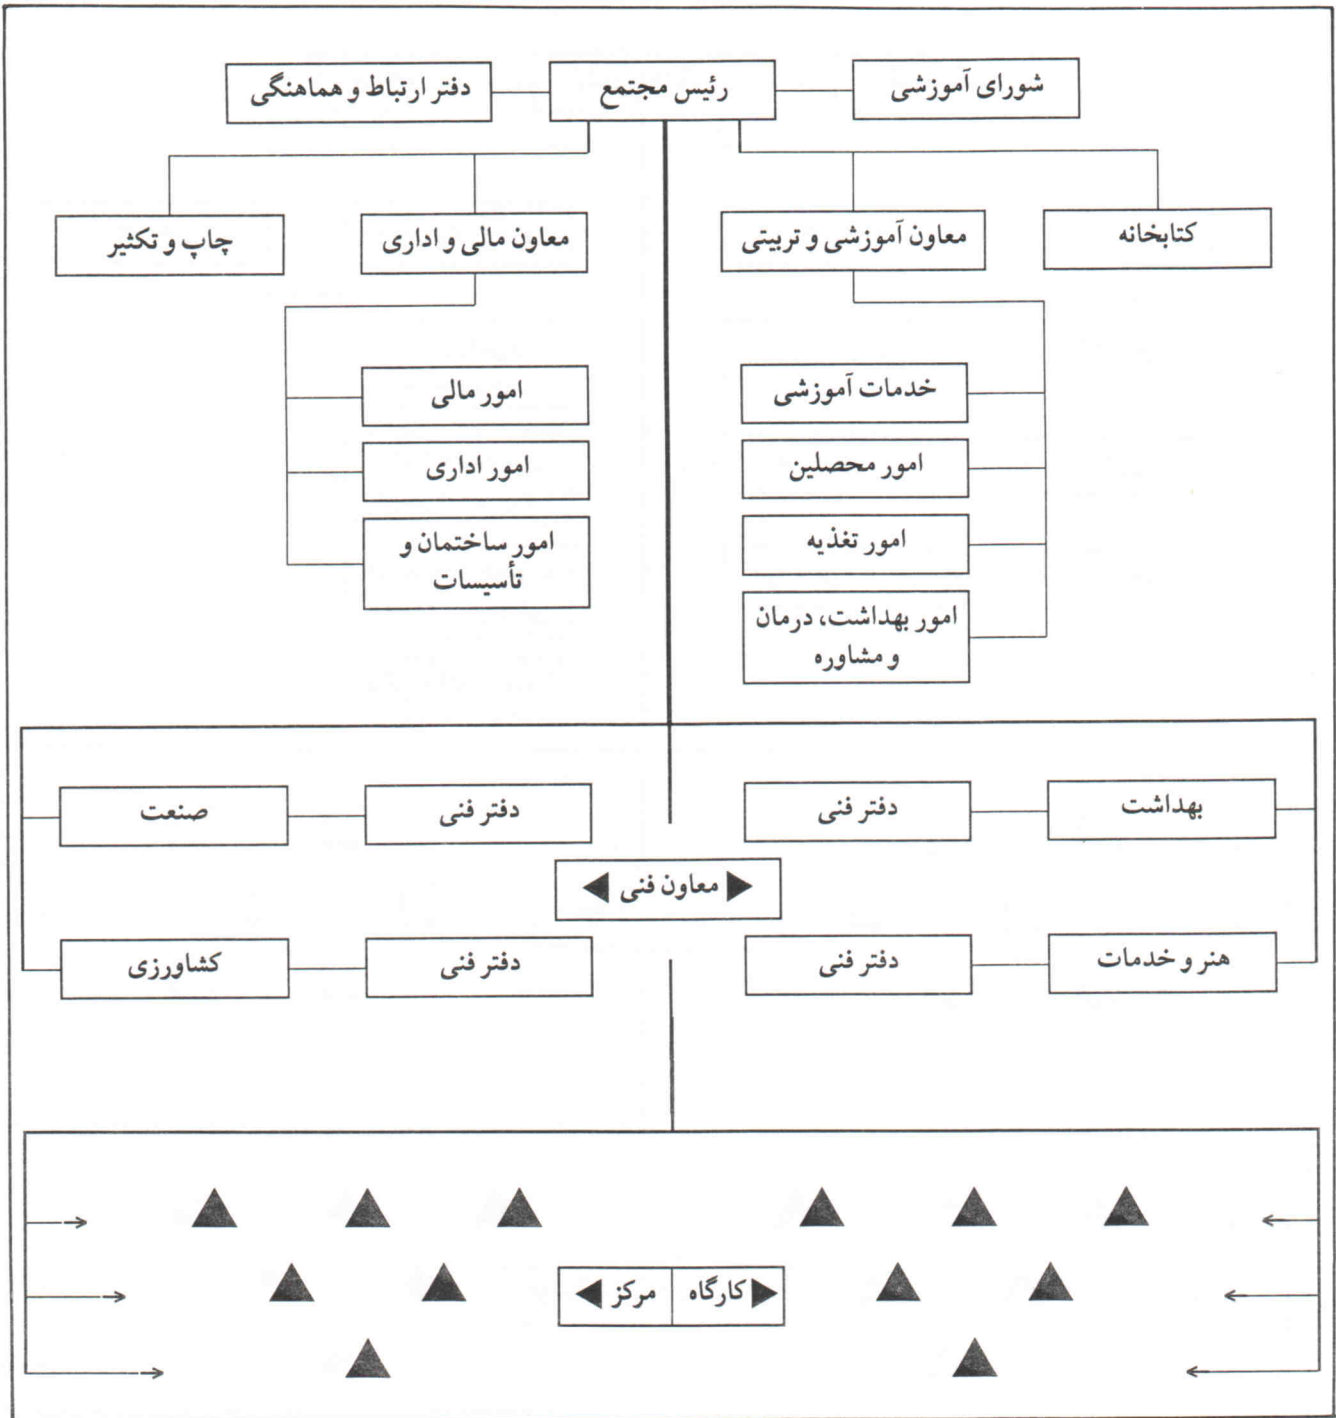 شورای آموزشی
رئیس مجتمع
دفتر ارتباط و هماهنگی
کتابخانه
معاون آموزشی و تربیتی
معاون مالی و اداری
چاپ و تکثیر
خدمات آموزشی
امور محصلین
امور تغذیه
امور بهداشت، درمان
و مشاوره
امور مالی
امور اداری
امور ساختمان و
تأسیسات
بهداشت
دفتر فنی
دفتر فنی
صنعت
معاون فنی
هنر و خدمات
دفتر فنی
دفتر فنی
کشاورزی
کارگاه
مرکز